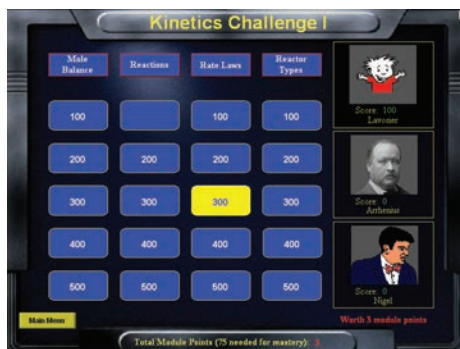 Kinetics Challenge I
Mole Balance
Reactions
Rate Laws
Reactor Types
100
100
100
200
200
200
200
300
300
300
300
400
400
400
400
500
500
500
500
Score: 100
Lavoiser
Score: 0
Arrhenius
Score: 0
Nigel
Main Menu
Worth 3 module points
Total Module Points (75 needed for mastery): 3